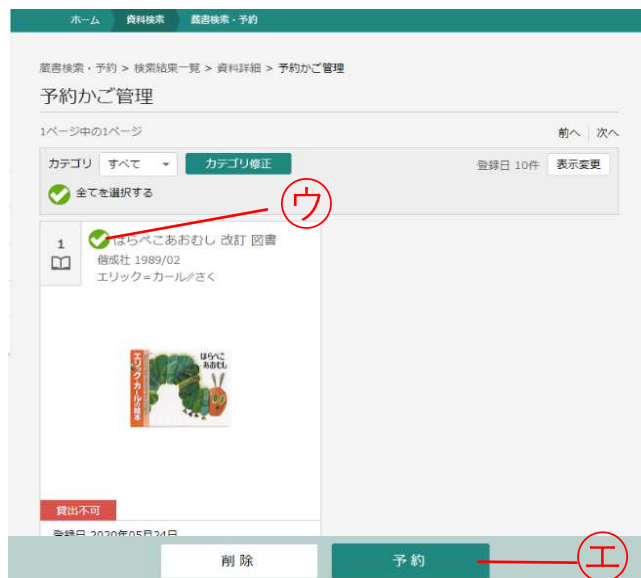 ホーム 資料検索 蔵書検索・予約
蔵書検索・予約 > 検索結果一覧 > 資料詳細 > 予約かご管理
予約かご管理
1ページ中の1ページ 前へ 次へ
カテゴリ すべて カテゴリ修正 登録日 10件 表示変更
全てを選択する
ウ
1 はらぺこあおむし 改訂 図書
偕成社 1989/02
エリック=カール∥さく
エリック・カールの絵本
はらぺこ
あおむし
貸出不可
登録日 2020年05月24日
削除 予約 エ